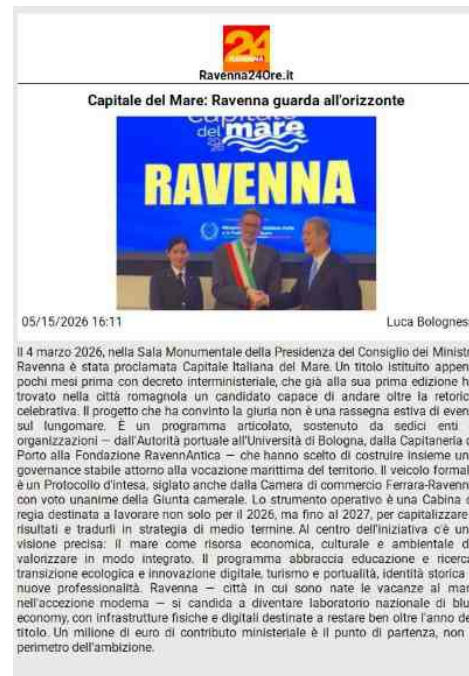 24
RAVENNA
Ravenna24Ore.it
Capitale del Mare: Ravenna guarda all'orizzonte
del mare
RAVENNA
05/15/2026 16:11 Luca Bolognes
Il 4 marzo 2026, nella Sala Monumentale della Presidenza del Consiglio dei Ministr
Ravenna è stata proclamata Capitale Italiana del Mare. Un titolo istituito appen
pochi mesi prima con decreto interministeriale, che già alla sua prima edizione h
trovato nella città romagnola un candidato capace di andare oltre la retoric
celebrativa. Il progetto che ha convinto la giuria non è una rassegna estiva di even
sul lungomare. È un programma articolato, sostenuto da sedici enti
organizzazioni — dall'Autorità portuale all'Università di Bologna, dalla Capitaneria d
Porto alla Fondazione RavennAntica — che hanno scelto di costruire insieme un
governance stabile attorno alla vocazione marittima del territorio. Il veicolo formal
è un Protocollo d'intesa, siglato anche dalla Camera di commercio Ferrara-Ravenn
con voto unanime della Giunta camerale. Lo strumento operativo è una Cabina d
regia destinata a lavorare non solo per il 2026, ma fino al 2027, per capitalizzare
risultati e tradurli in strategia di medio termine. Al centro dell'iniziativa c'è un
visione precisa: il mare come risorsa economica, culturale e ambientale d
valorizzare in modo integrato. Il programma abbraccia educazione e ricerca
transizione ecologica e innovazione digitale, turismo e portualità, identità storica
nuove professionalità. Ravenna — città in cui sono nate le vacanze al mar
nell'accezione moderna — si candida a diventare laboratorio nazionale di blu
economy, con infrastrutture fisiche e digitali destinate a restare ben oltre l'anno de
titolo. Un milione di euro di contributo ministeriale è il punto di partenza, non
perimetro dell'ambizione.